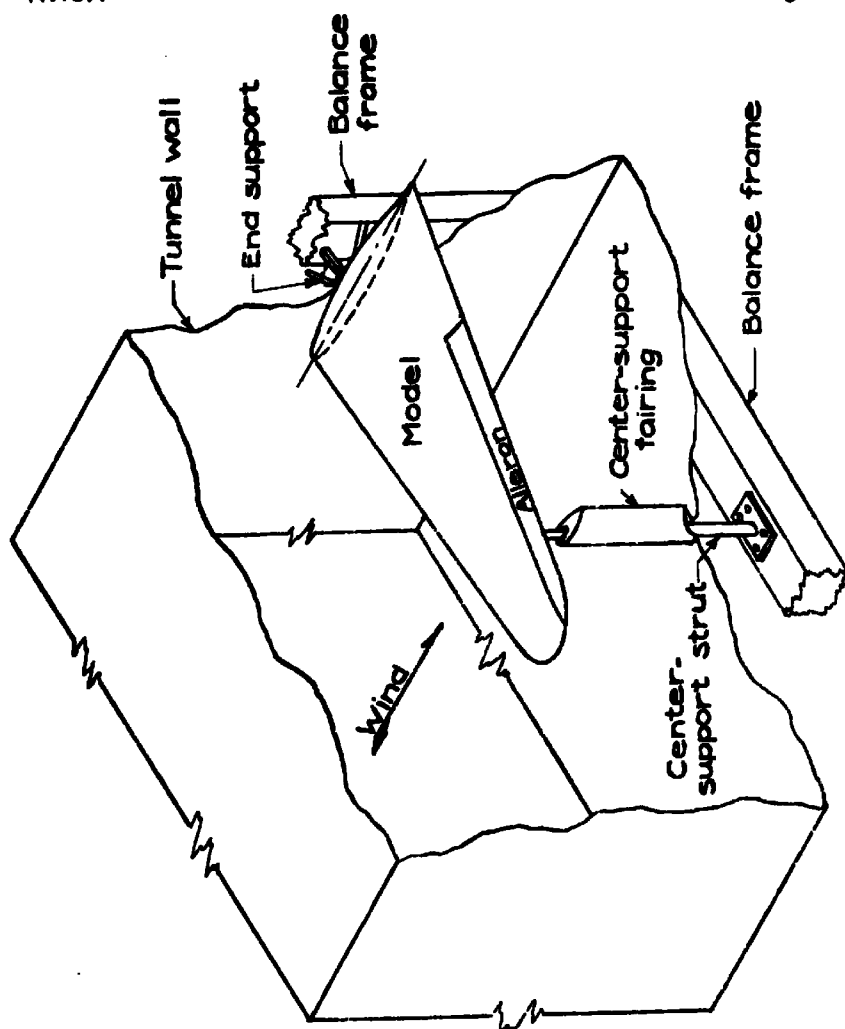 Tunnel wall
End support
Balance
frame
Model
Aileron
Wind
Center-support
fairing
Balance frame
Center-
support strut